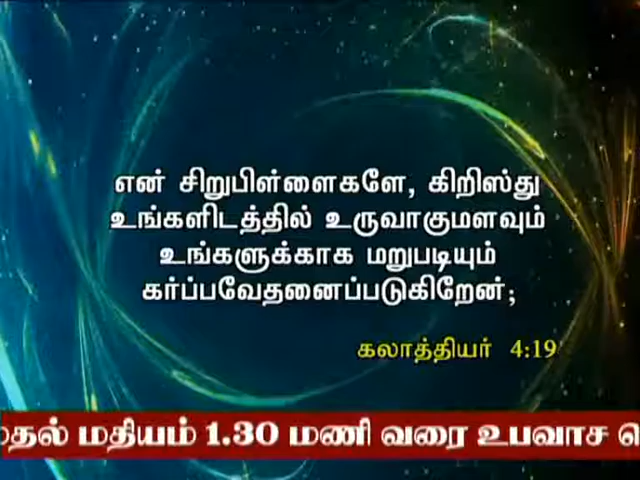 என் சிறுபிள்ளைகளே, கிறிஸ்து
உங்களிடத்தில் உருவாகுமளவும்
உங்களுக்காக மறுபடியும்
கர்ப்பவேதனைப்படுகிறேன்;
கலாத்தியர் 4:19
மதியம் 1.30 மணி வரை உபவாச